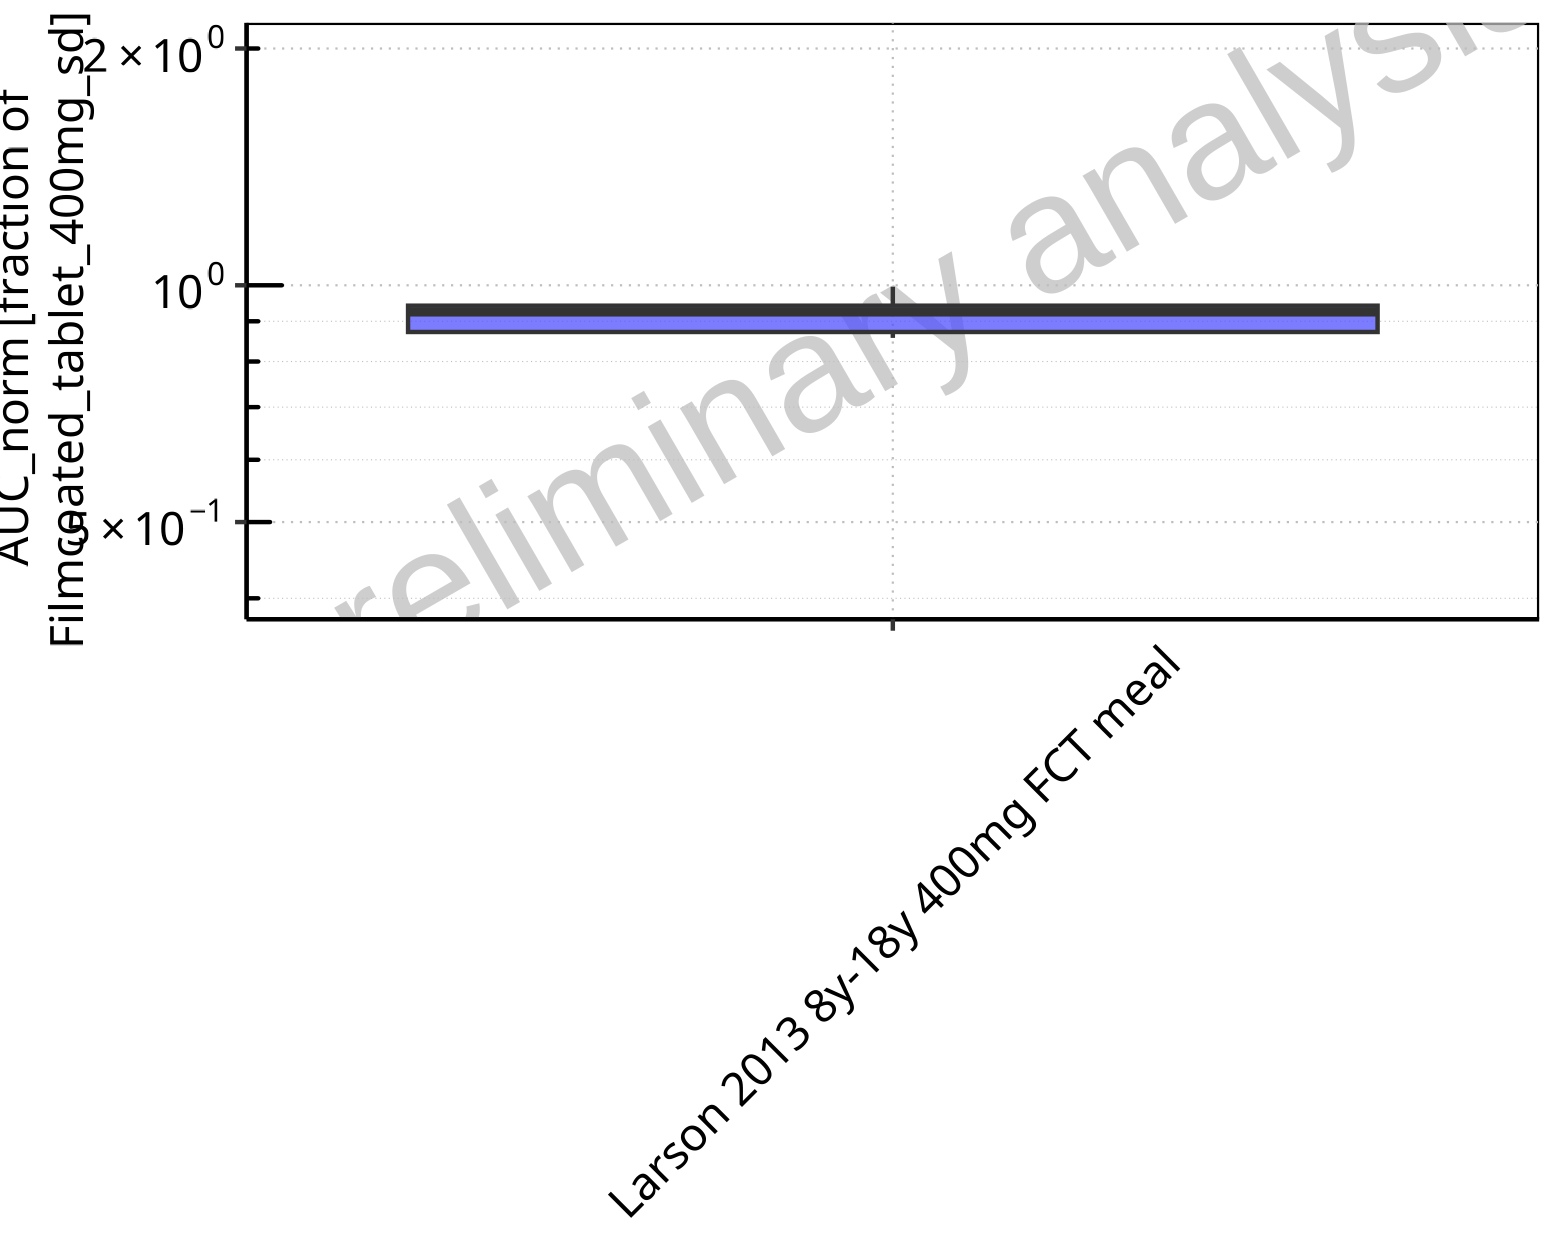 AUC_norm [fraction of
Filmcoated_tablet_400mg_sd]
2×10⁰
10⁰
5×10⁻¹
reliminary analysis
Larson 2013 8y-18y 400mg FCT meal